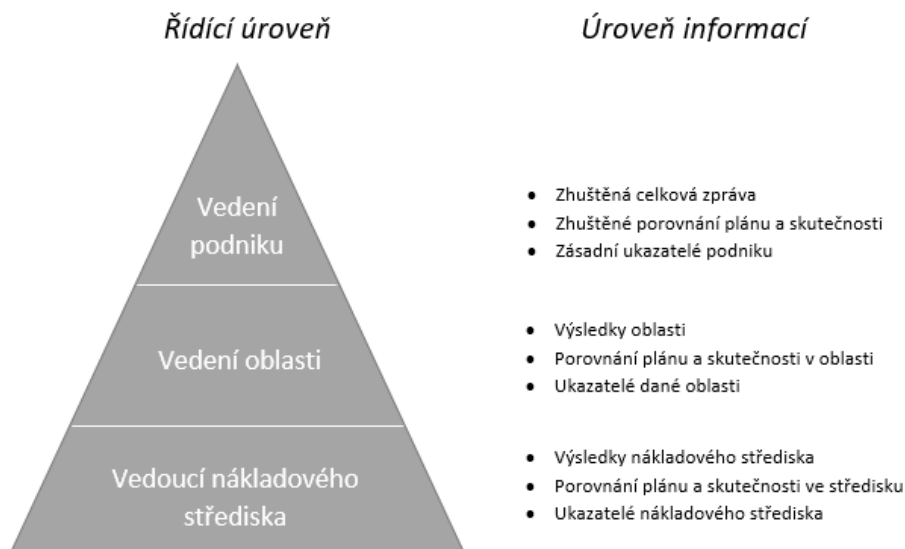 Řídící úroveň
Úroveň informací
Vedení
podniku
• Zhuštěná celková zpráva
• Zhuštěné porovnání plánu a skutečnosti
• Zásadní ukazatelé podniku
Vedení oblasti
• Výsledky oblasti
• Porovnání plánu a skutečnosti v oblasti
• Ukazatelé dané oblasti
Vedoucí nákladového
střediska
• Výsledky nákladového střediska
• Porovnání plánu a skutečnosti ve středisku
• Ukazatelé nákladového střediska